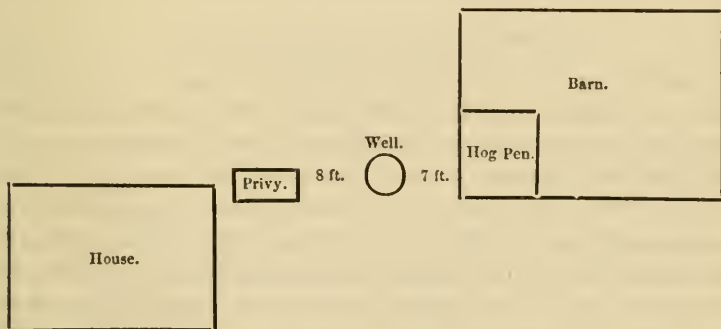 Barn.
Well.
Hog Pen.
Privy. 8 ft. 7 ft.
House.